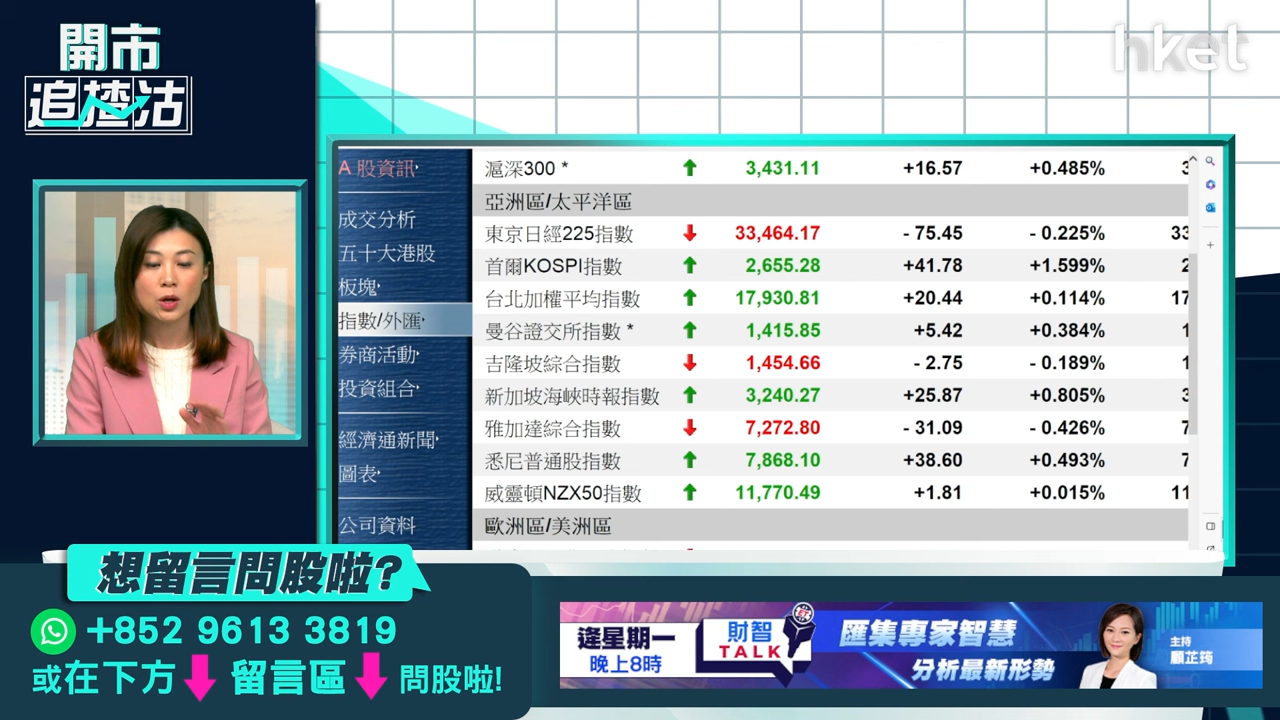 開市
追揸沽
hket
A 股資訊
成交分析
五十大港股
板塊
指數/外匯
券商活動
投資組合
經濟通新聞
圖表
公司資料
滬深300 * 3,431.11 +16.57 +0.485% 3
亞洲區/太平洋區
東京日經225指數 33,464.17 - 75.45 - 0.225% 33
首爾KOSPI指數 2,655.28 +41.78 +1.599% 2
台北加權平均指數 17,930.81 +20.44 +0.114% 17
曼谷證交所指數 * 1,415.85 +5.42 +0.384% 1
吉隆坡綜合指數 1,454.66 - 2.75 - 0.189% 1
新加坡海峽時報指數 3,240.27 +25.87 +0.805% 3
雅加達綜合指數 7,272.80 - 31.09 - 0.426% 7
悉尼普通股指數 7,868.10 +38.60 +0.493% 7
威靈頓NZX50指數 11,770.49 +1.81 +0.015% 11
歐洲區/美洲區
想留言問股啦?
+852 9613 3819
或在下方 留言區 問股啦!
逢星期一
晚上8時
財智
TALK
匯集專家智慧
分析最新形勢
主持
顧芷筠